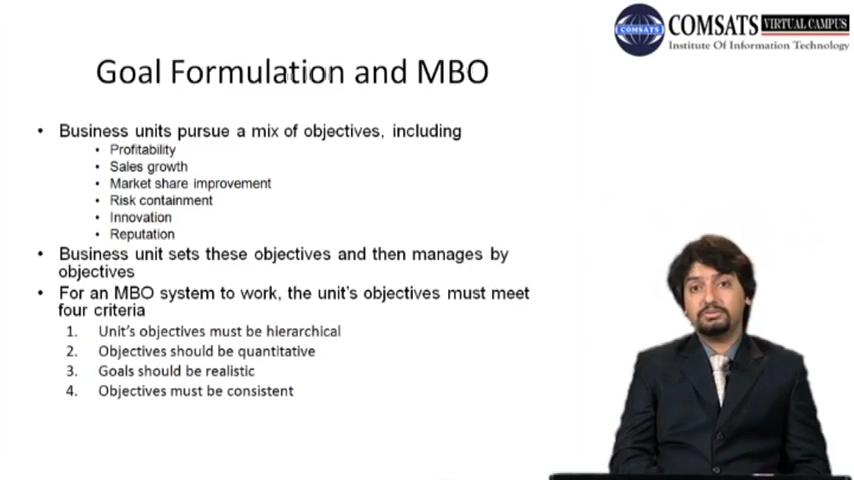 COMSATS VIRTUAL CAMPUS
COMSATS
Institute Of Information Technology
Goal Formulation and MBO
• Business units pursue a mix of objectives, including
• Profitability
• Sales growth
• Market share improvement
• Risk containment
• Innovation
• Reputation
• Business unit sets these objectives and then manages by
objectives
• For an MBO system to work, the unit's objectives must meet
four criteria
1. Unit's objectives must be hierarchical
2. Objectives should be quantitative
3. Goals should be realistic
4. Objectives must be consistent